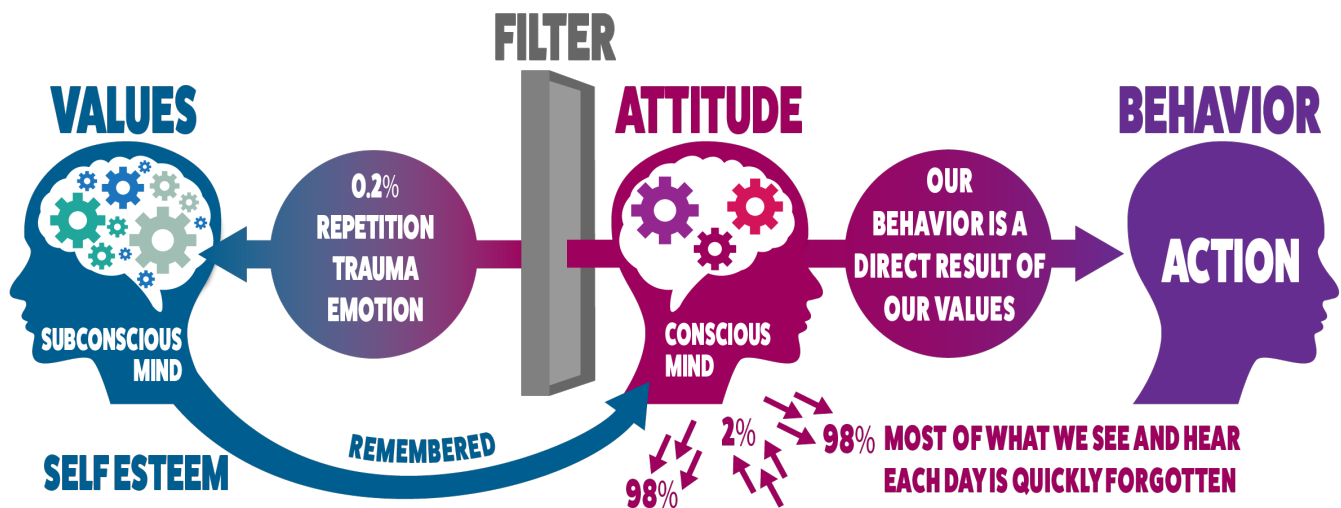 FILTER
VALUES
ATTITUDE
BEHAVIOR
0.2%
REPETITION
TRAUMA
EMOTION
OUR
BEHAVIOR IS A
DIRECT RESULT OF
OUR VALUES
ACTION
SUBCONSCIOUS
MIND
CONSCIOUS
MIND
REMEMBERED
SELF ESTEEM
2%
98%
98% MOST OF WHAT WE SEE AND HEAR
EACH DAY IS QUICKLY FORGOTTEN